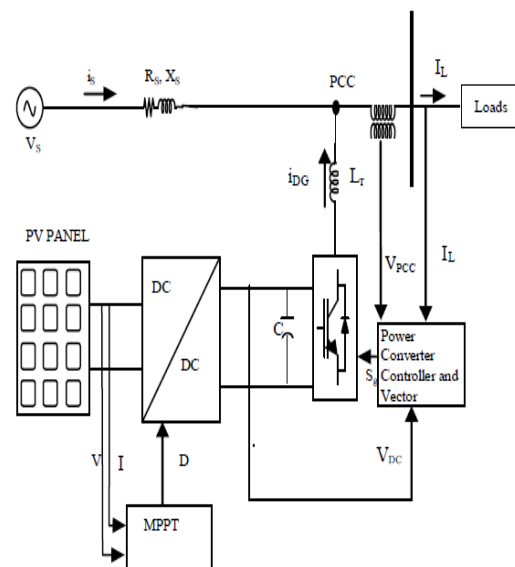 i_S
R_S, X_S
PCC
I_L
Loads
V_S
i_DG
L_r
PV PANEL
V_PCC
I_L
DC
DC
C
S_g
Power
Converter
Controller and
Vector
V
I
D
V_DC
MPPT